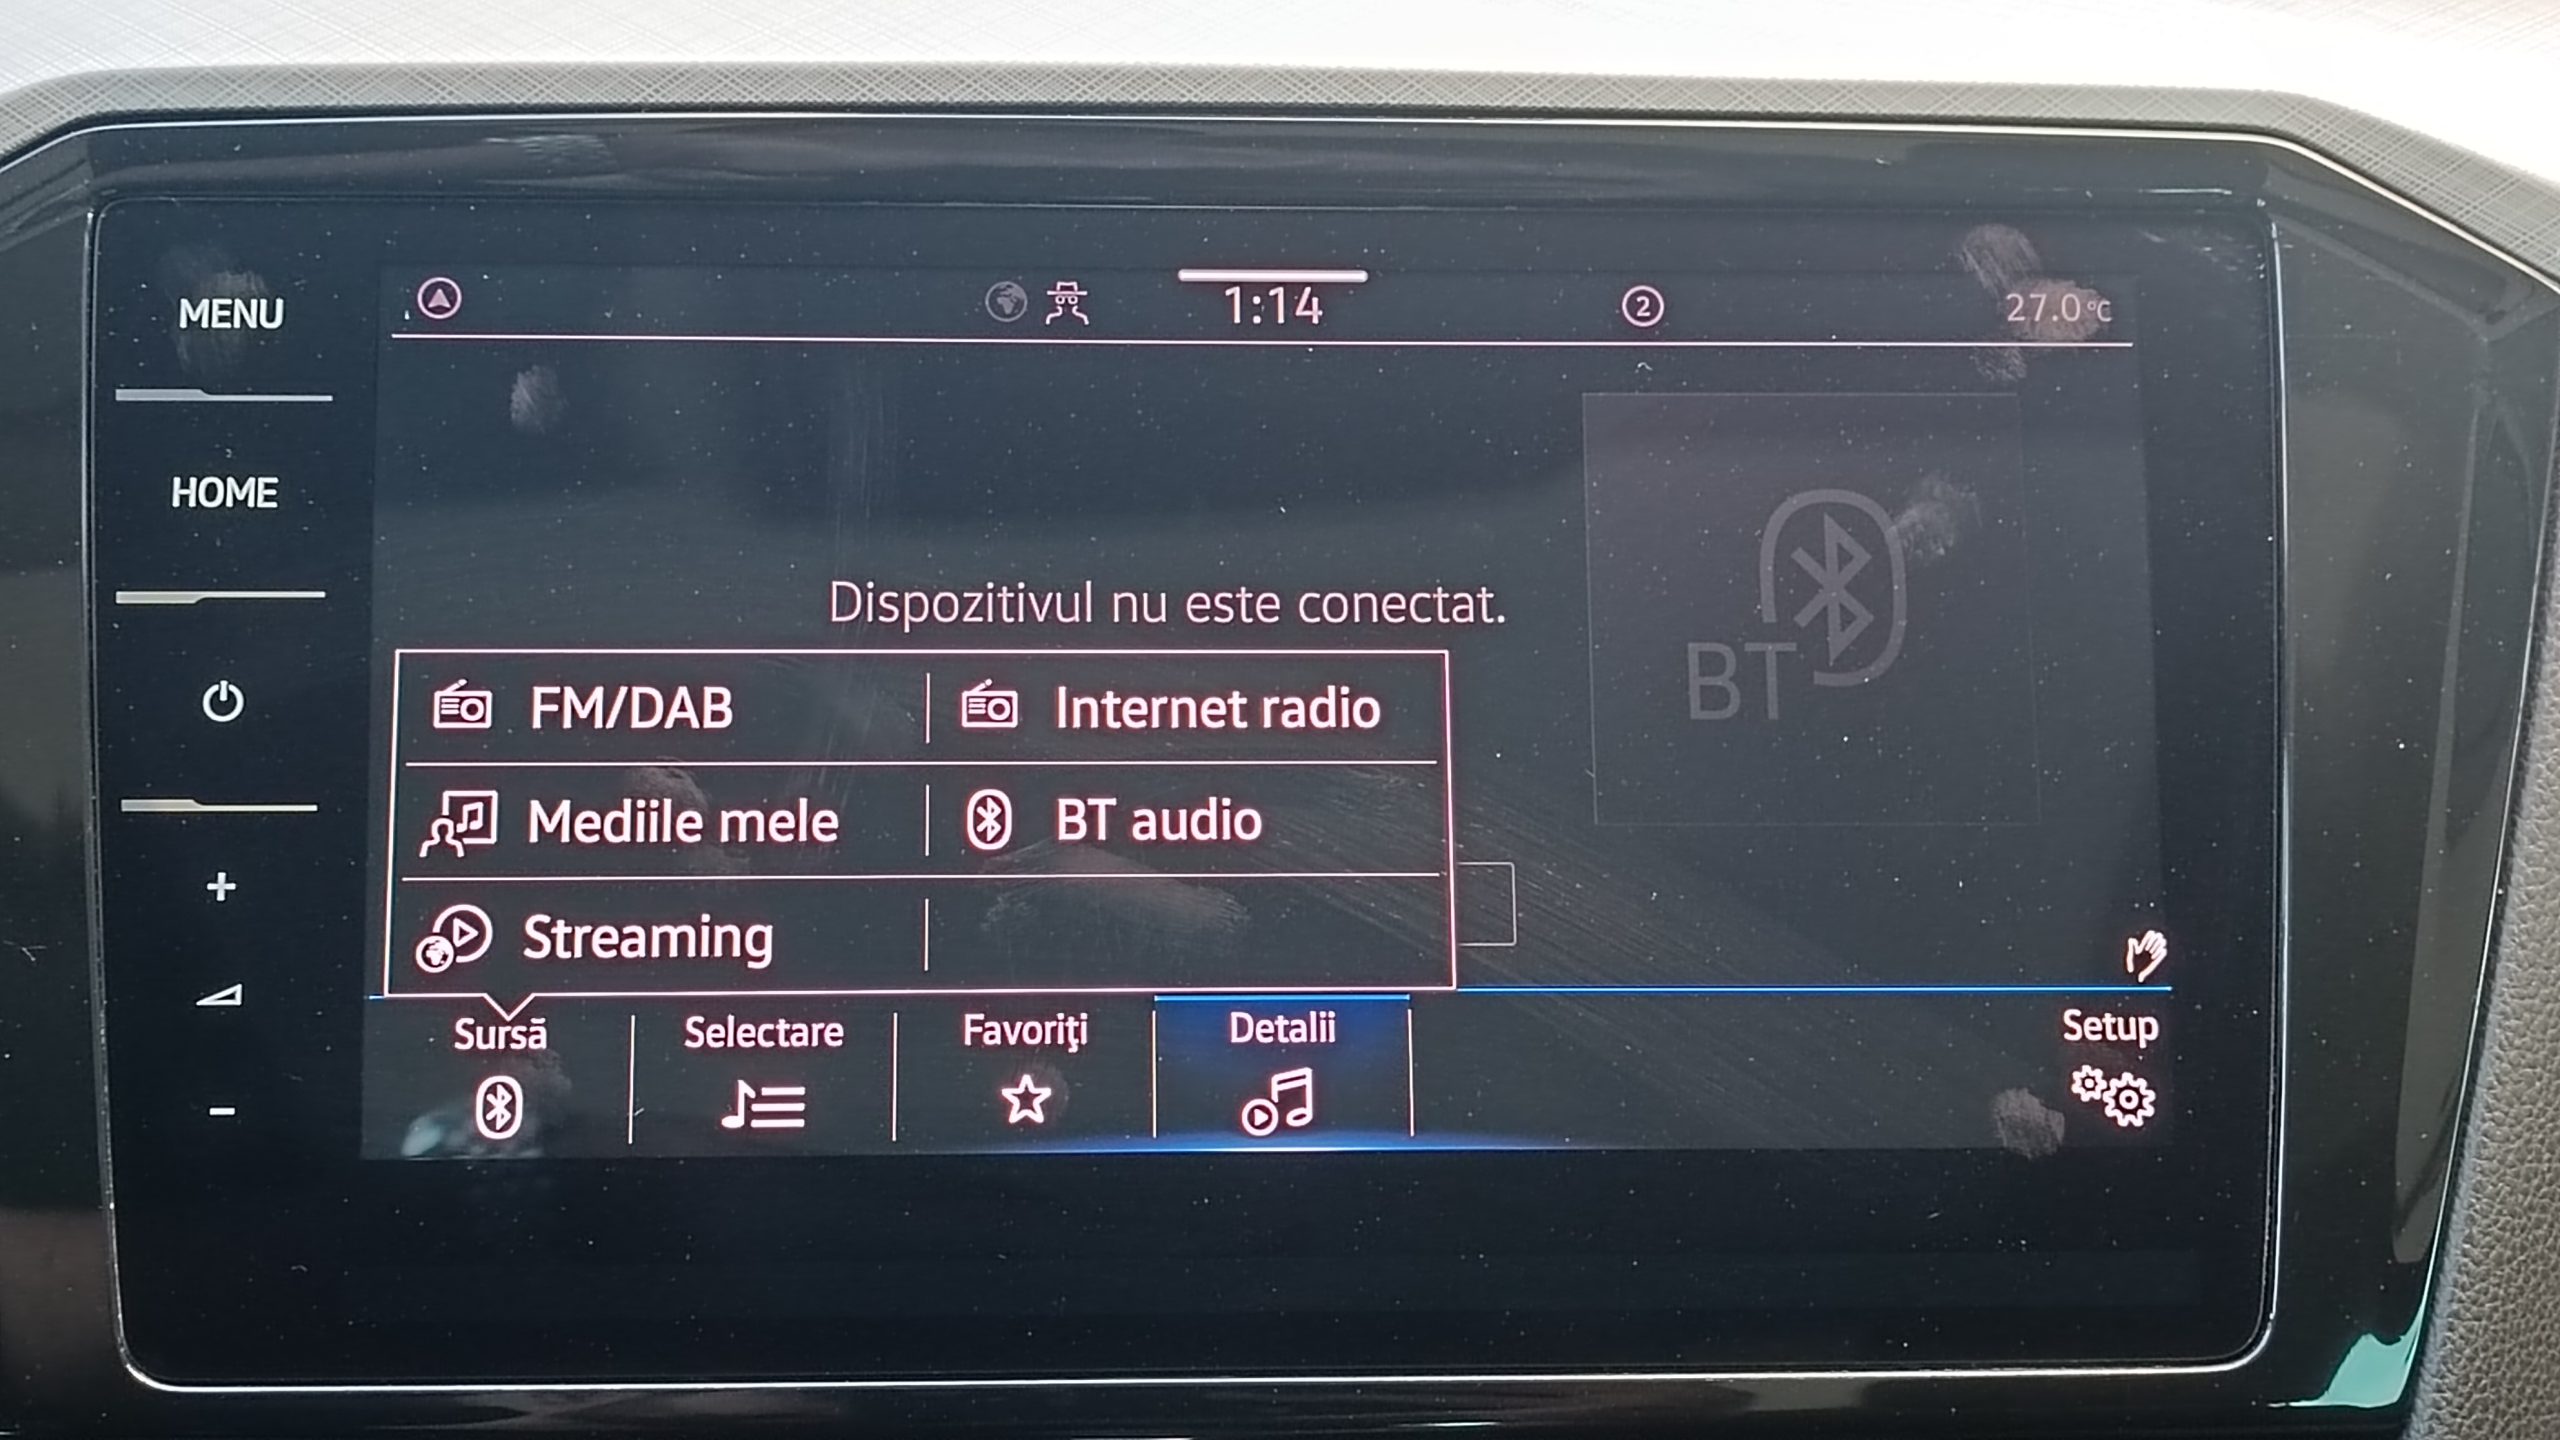 MENU
HOME
+
-
1:14
2
27.0°C
BT
Dispozitivul nu este conectat.
FM/DAB
Internet radio
Mediile mele
BT audio
Streaming
Sursă
Selectare
Favoriţi
Detalii
Setup